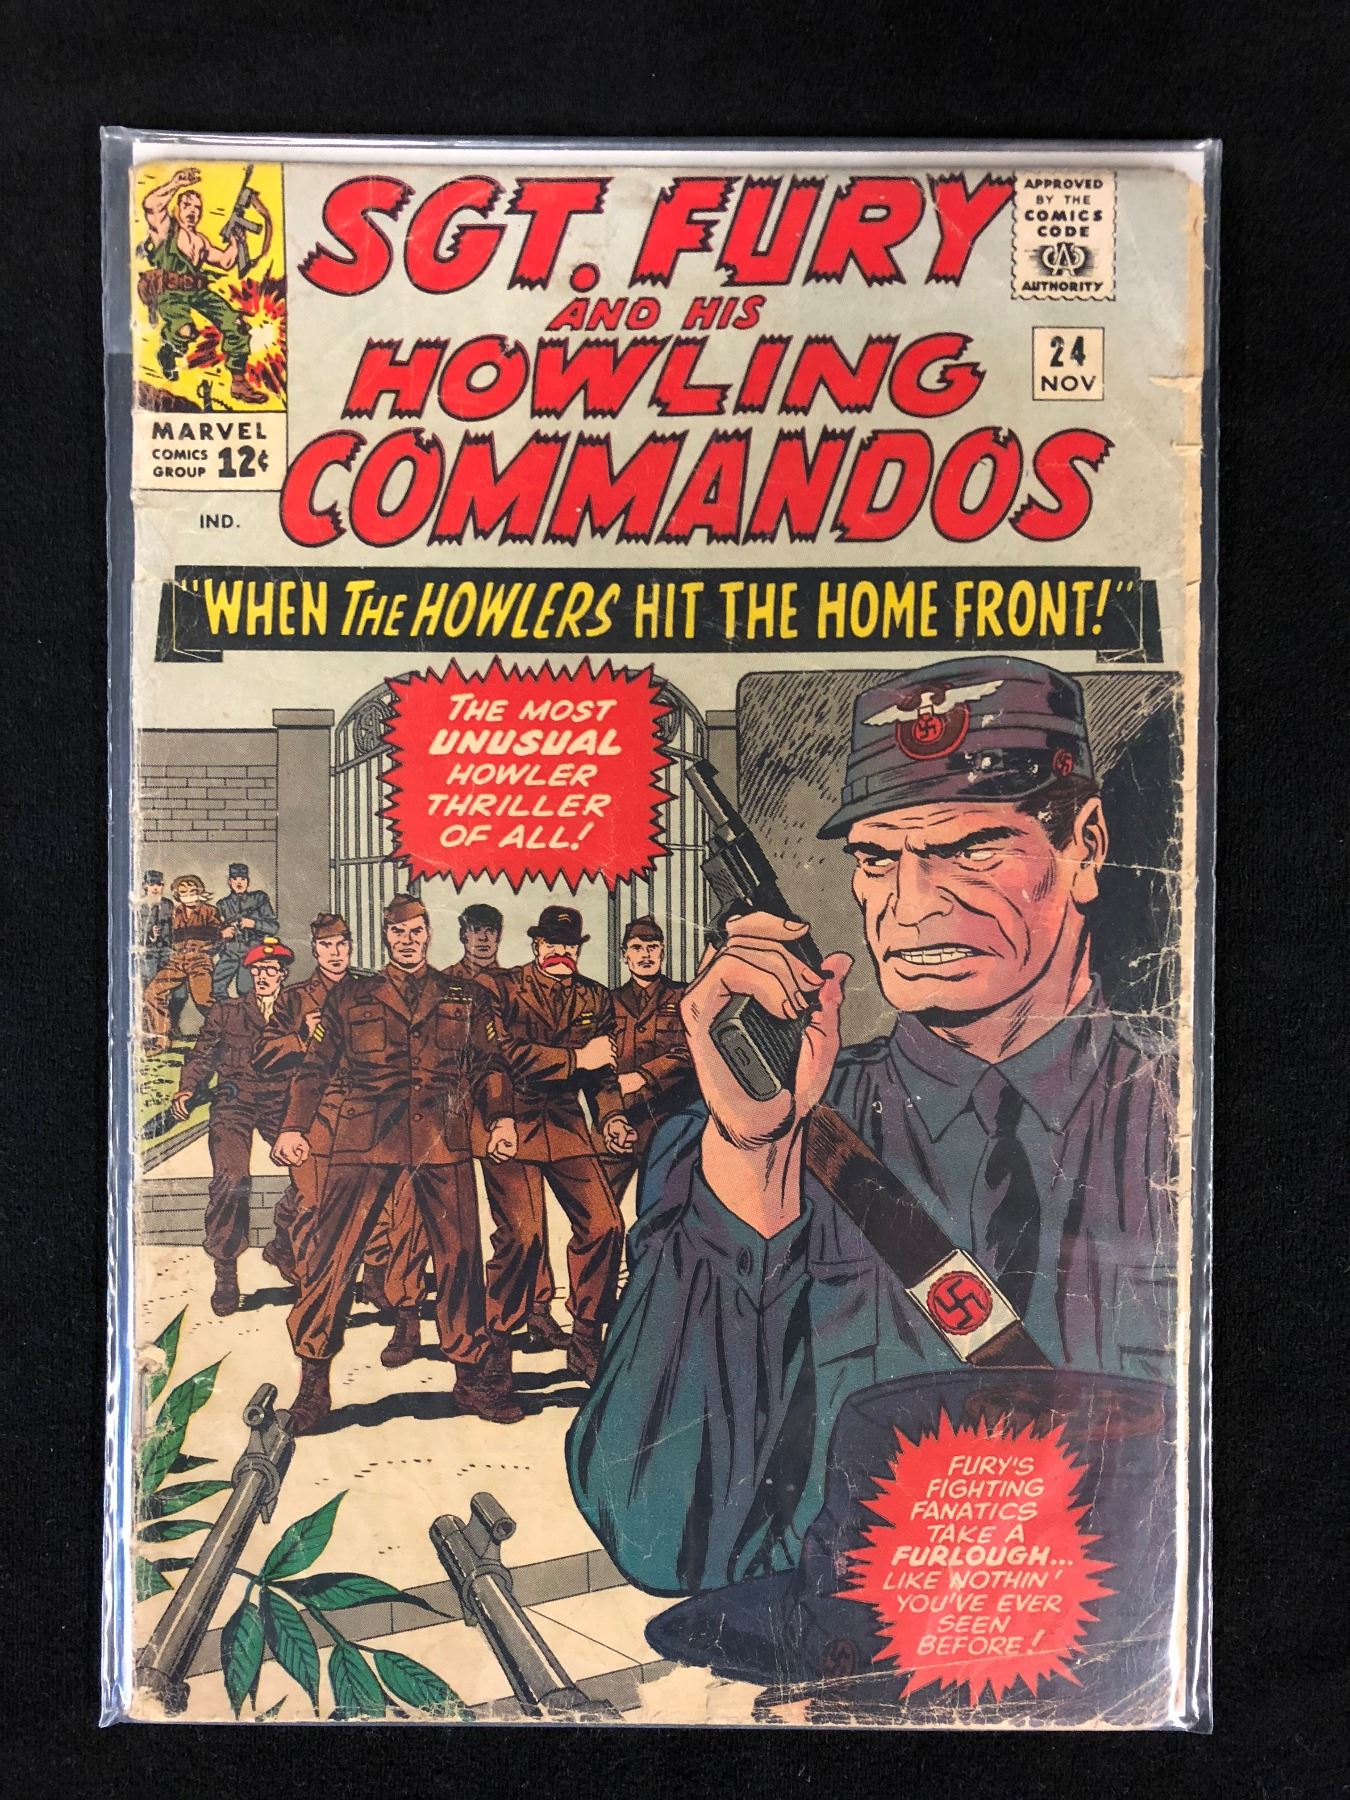 SGT. FURY
AND HIS
HOWLING
COMMANDOS
APPROVED
BY THE
COMICS
CODE
CA
AUTHORITY
24
NOV
MARVEL
COMICS
GROUP 12¢
IND.
"WHEN THE HOWLERS HIT THE HOME FRONT!"
THE MOST
UNUSUAL
HOWLER
THRILLER
OF ALL!
FURY'S
FIGHTING
FANATICS
TAKE A
FURLOUGH...
LIKE NOTHIN'
YOU'VE EVER
SEEN
BEFORE!